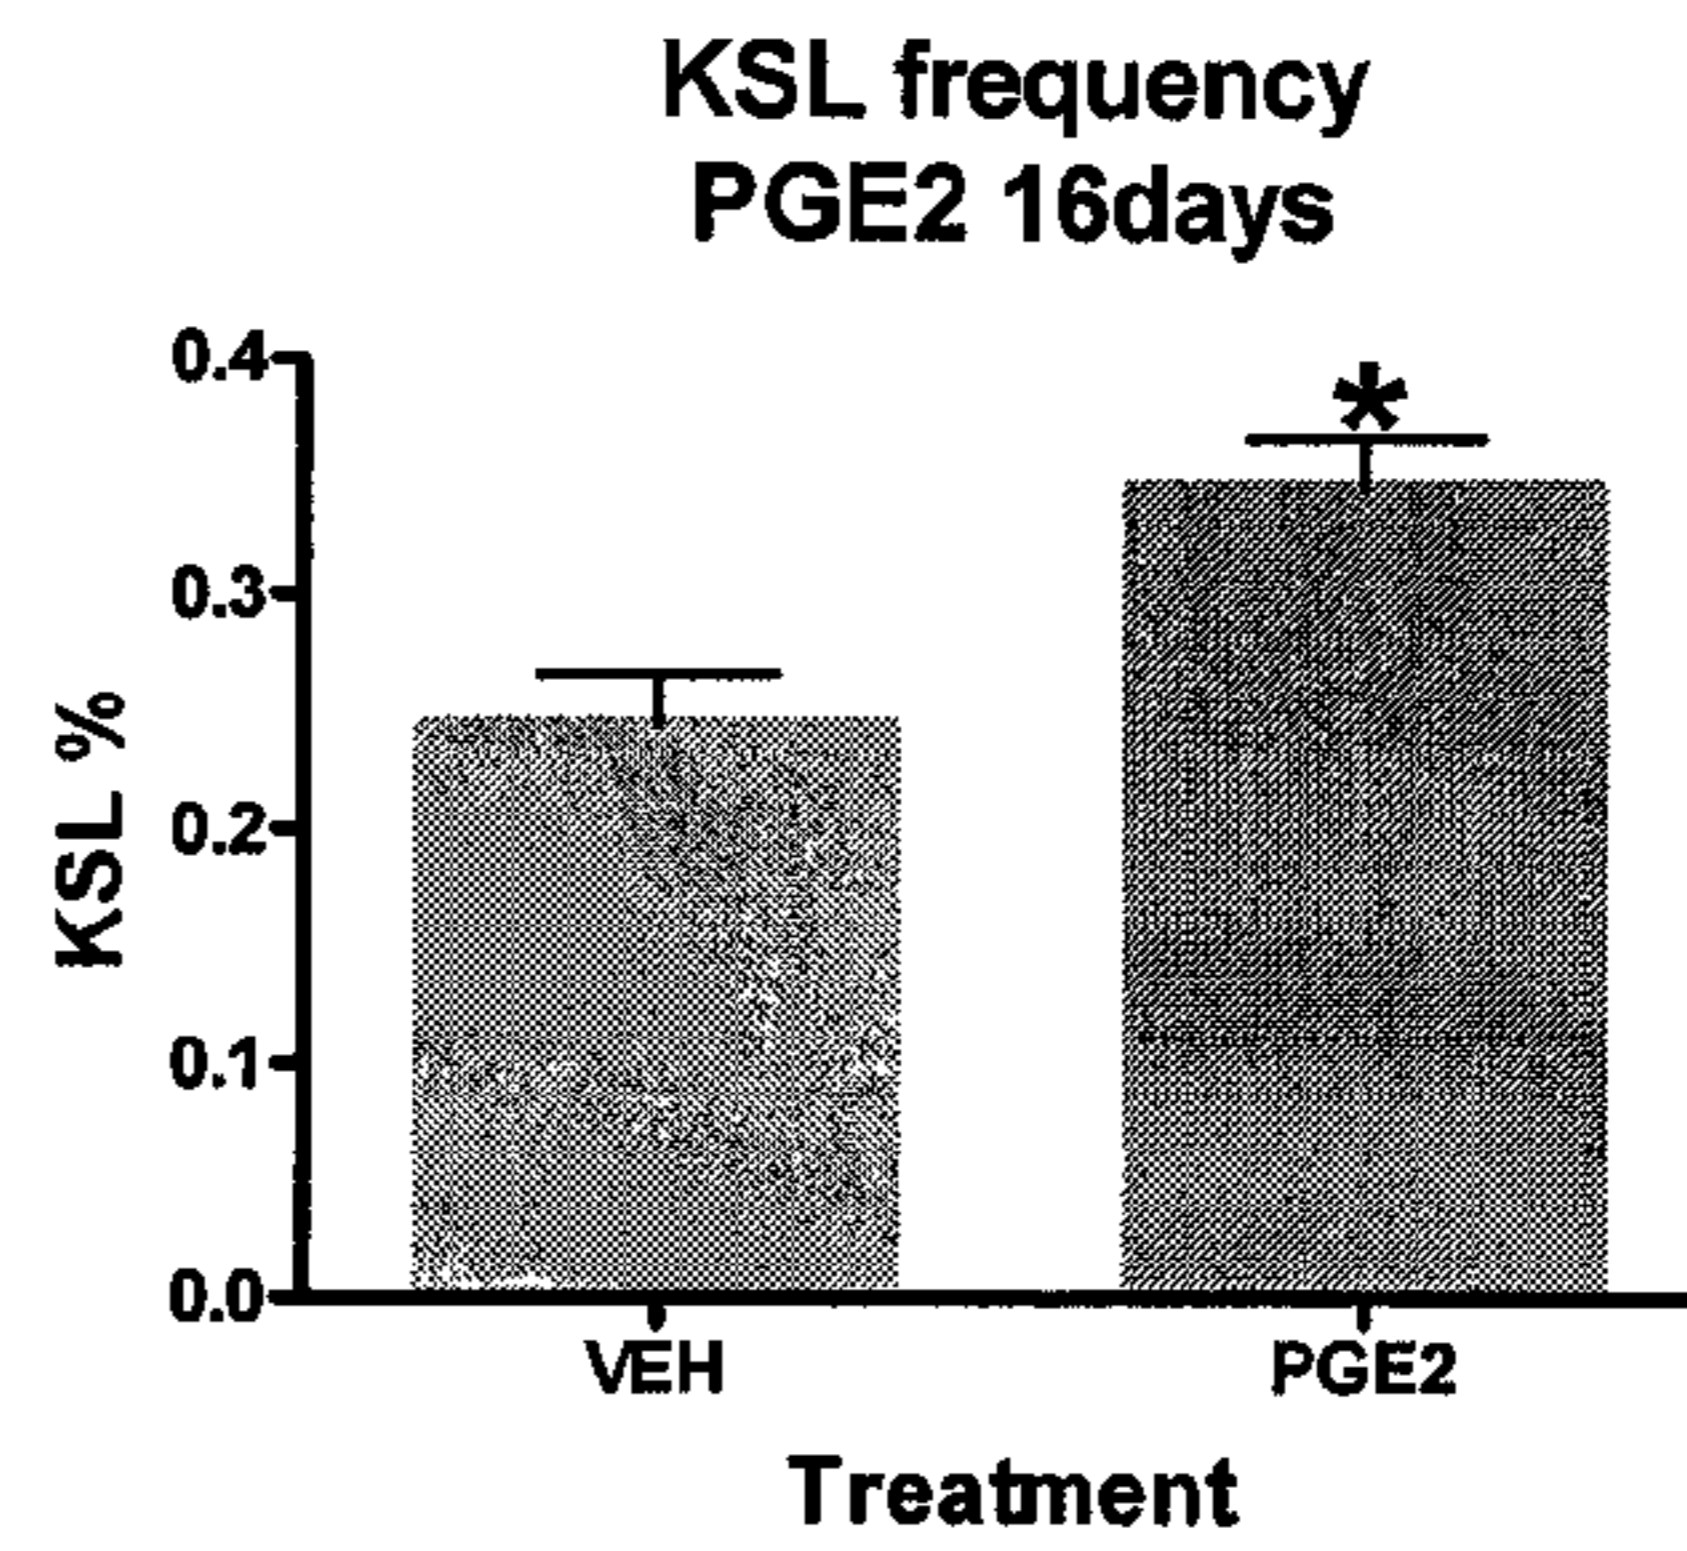 KSL frequency
PGE2 16days
0.4
*
0.3
0.2
0.1
0.0
KSL %
VEH
PGE2
Treatment